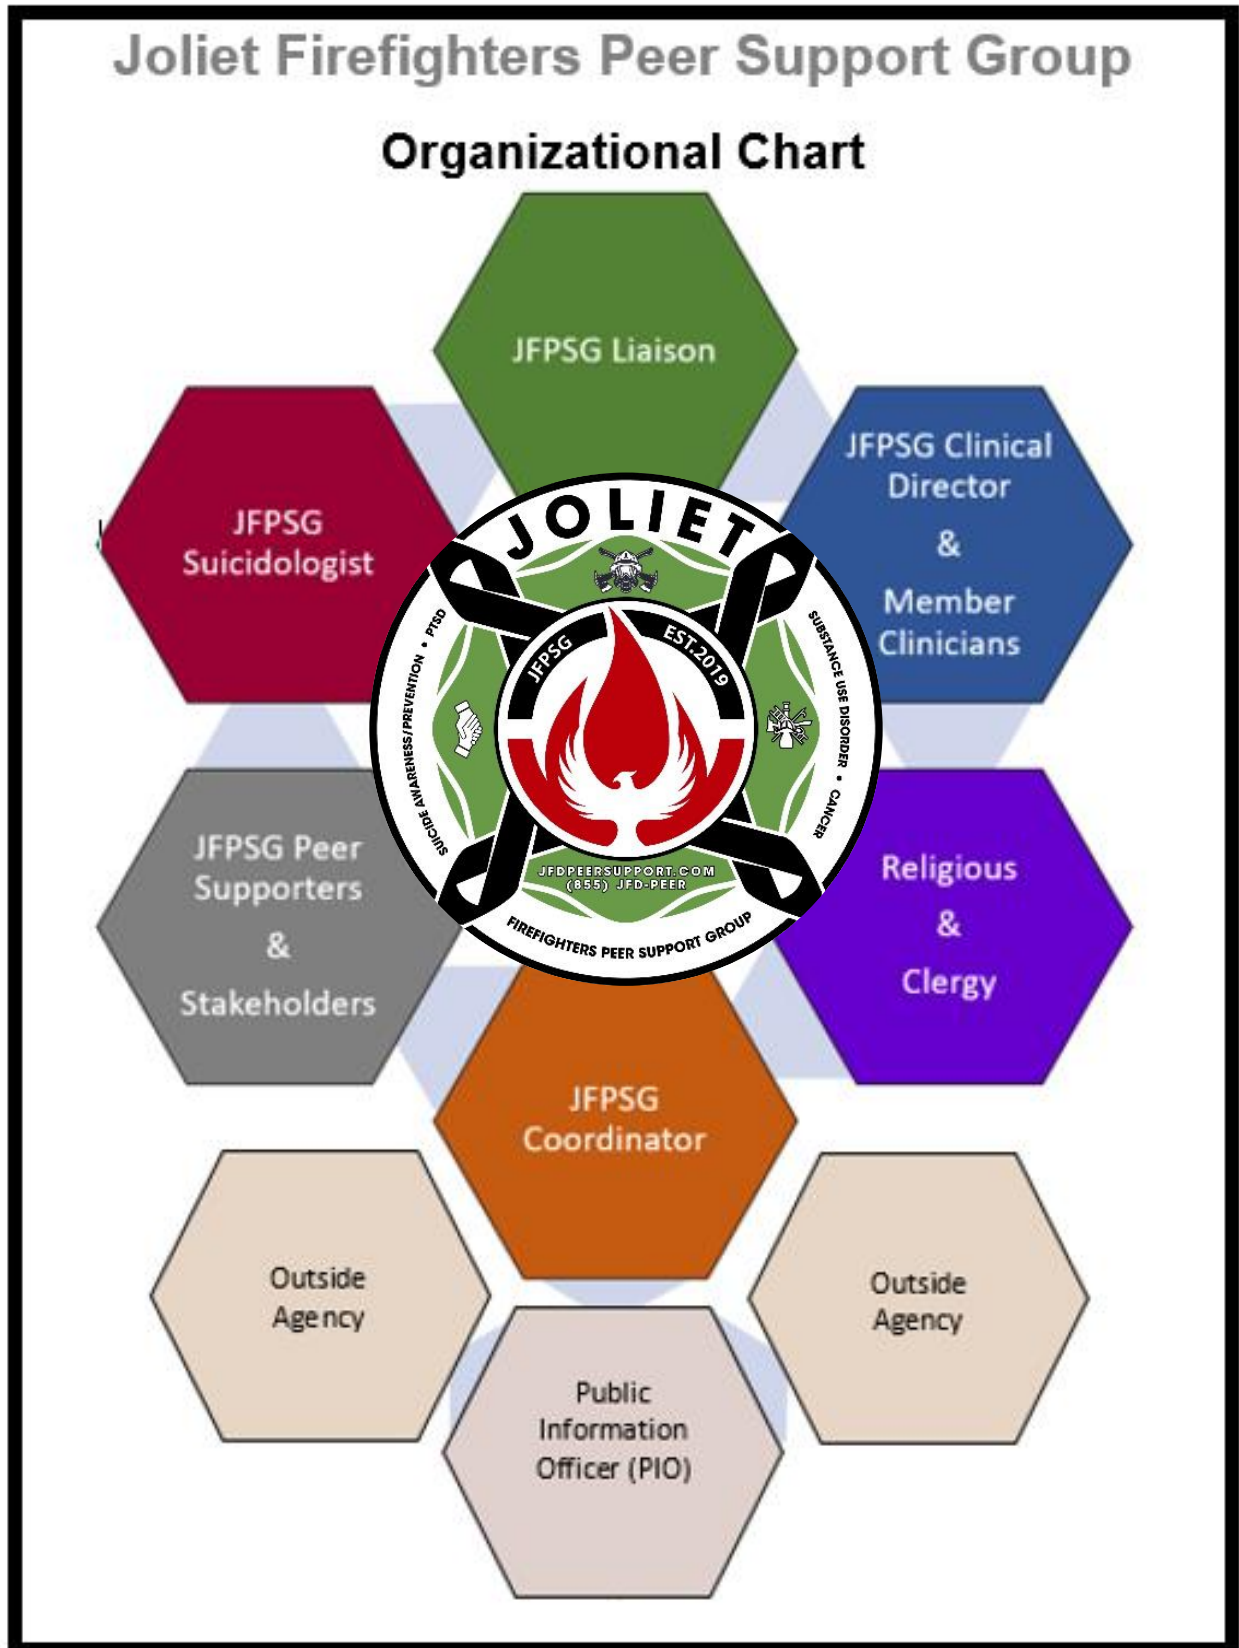 Joliet Firefighters Peer Support Group
Organizational Chart
JFPSG Liaison
JFPSG
Suicidologist
JFPSG Clinical
Director
&
Member
Clinicians
JOLIET
JFPSG
EST.2019
SUICIDE AWARENESS/PREVENTION • PTSD
SUBSTANCE USE DISORDER • CANCER
JFDPEERSUPPORT.COM
(855) JFD-PEER
FIREFIGHTERS PEER SUPPORT GROUP
JFPSG Peer
Supporters
&
Stakeholders
Religious
&
Clergy
JFPSG
Coordinator
Outside
Agency
Outside
Agency
Public
Information
Officer (PIO)